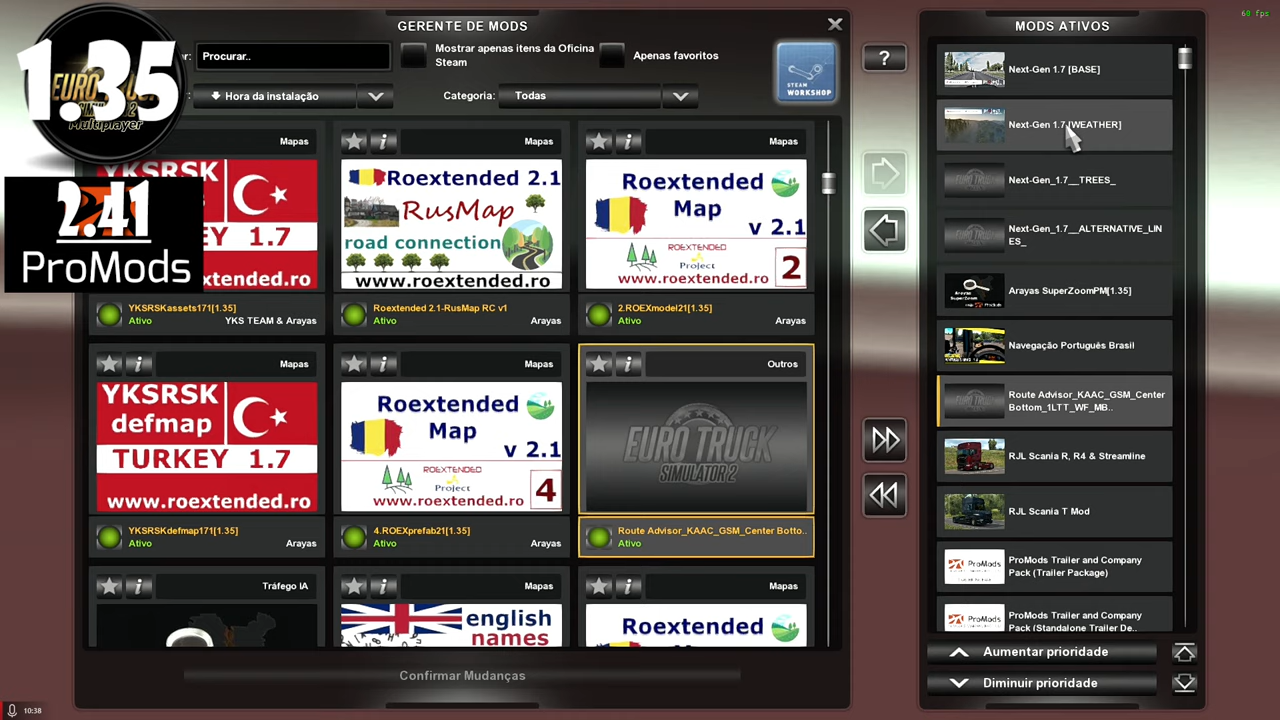 60 fps
GERENTE DE MODS
Procurar..
Mostrar apenas itens da Oficina
Steam
Apenas favoritos
STEAM
WORKSHOP
Hora da instalação
Categoria:
Todas
1.35
EURO
Multiplayer
2.41
ProMods
Mapas
YKSRSK
TURKEY 1.7
www.roextended.ro
YKSRSKassets171[1.35]
Ativo
YKS TEAM & Arayas
Mapas
Roextended 2.1
RusMap
road connection
www.roextended.ro
Roextended 2.1-RusMap RC v1
Ativo
Arayas
Mapas
Roextended
Map
v 2.1
Project
www.roextended.ro
2
2.ROEXmodel21[1.35]
Ativo
Arayas
Mapas
YKSRSK
defmap
TURKEY 1.7
www.roextended.ro
YKSRSKdefmap171[1.35]
Ativo
Arayas
Mapas
Roextended
Map
v 2.1
Project
www.roextended.ro
4
4.ROEXprefab21[1.35]
Ativo
Arayas
Outros
EURO TRUCK
SIMULATOR 2
Route Advisor_KAAC_GSM_Center Botto..
Ativo
Tráfego IA
Mapas
english
names
Mapas
Roextended
Confirmar Mudanças
?
MODS ATIVOS
Next-Gen 1.7 [BASE]
Next-Gen 1.7 [WEATHER]
Next-Gen_1.7__TREES_
Next-Gen_1.7__ALTERNATIVE_LIN
ES_
Arayas SuperZoomPM[1.35]
Navegação Português Brasil
Route Advisor_KAAC_GSM_Center
Bottom_1LTT_WF_MB..
RJL Scania R, R4 & Streamline
RJL Scania T Mod
ProMods
ProMods Trailer and Company
Pack (Trailer Package)
ProMods
ProMods Trailer and Company
Pack (Standalone Trailer De..
Aumentar prioridade
Diminuir prioridade
10:38